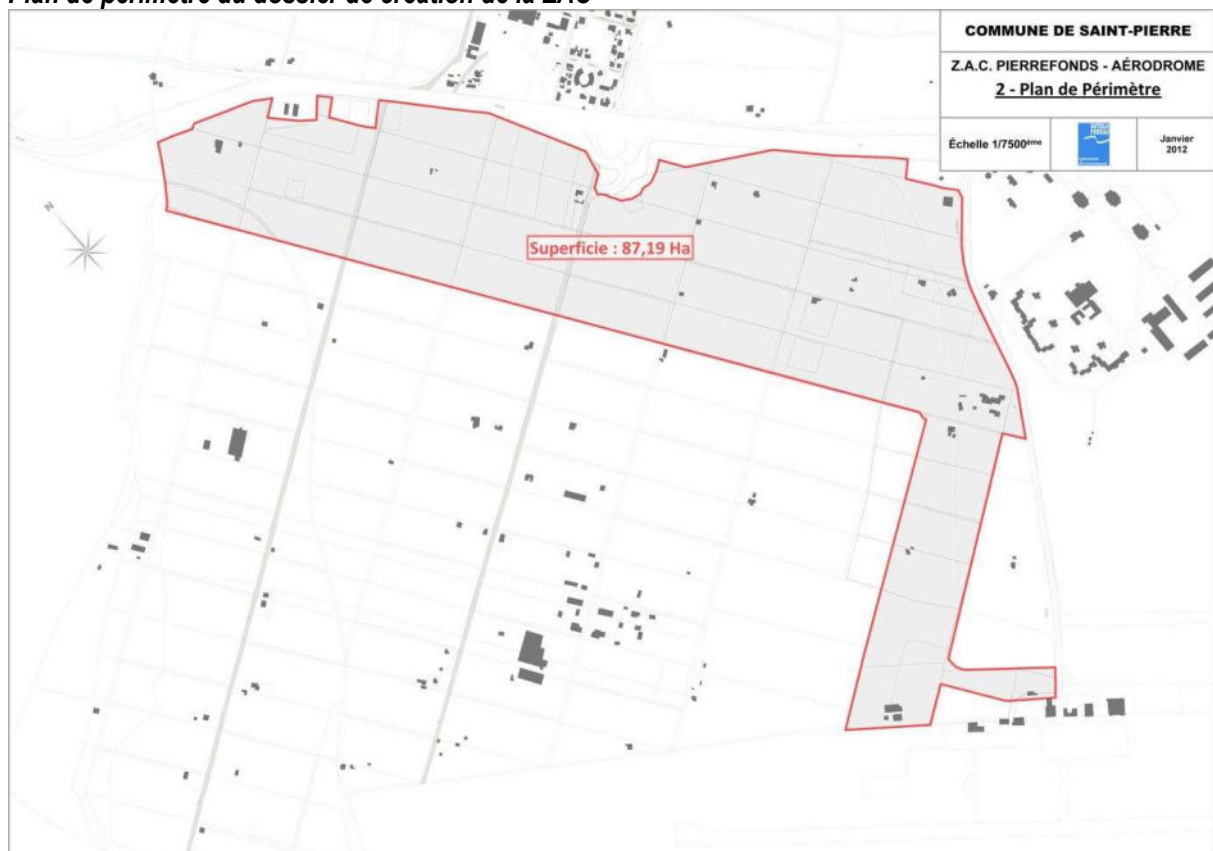 Plan de périmètre du dossier de création de la ZAC
COMMUNE DE SAINT-PIERRE
Z.A.C. PIERREFONDS - AÉRODROME
2 - Plan de Périmètre
Échelle 1/7500ème
Janvier
2012
N
Superficie : 87,19 Ha